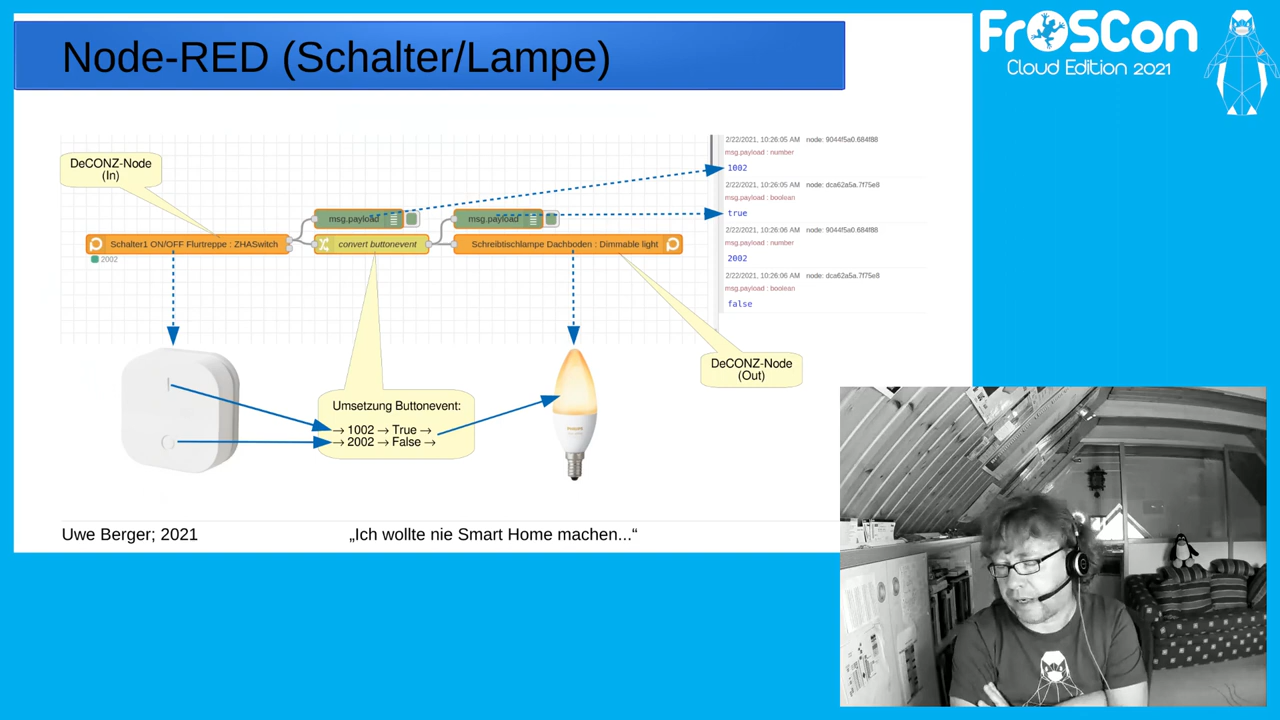 Node-RED (Schalter/Lampe)
FrOSCon
Cloud Edition 2021
DeCONZ-Node
(In)
msg.payload
msg.payload
Schalter1 ON/OFF Flurtreppe : ZHASwitch
convert buttonevent
Schreibtischlampe Dachboden : Dimmable light
2002
2/22/2021, 10:26:05 AM node: 9044f5a0.684f88
msg.payload : number
1002
2/22/2021, 10:26:05 AM node: dca62a5a.7f75e8
msg.payload : boolean
true
2/22/2021, 10:26:06 AM node: 9044f5a0.684f88
msg.payload : number
2002
2/22/2021, 10:26:06 AM node: dca62a5a.7f75e8
msg.payload : boolean
false
DeCONZ-Node
(Out)
Umsetzung Buttonevent:
→ 1002 → True →
→ 2002 → False →
PHILIPS
Uwe Berger; 2021
„Ich wollte nie Smart Home machen...“